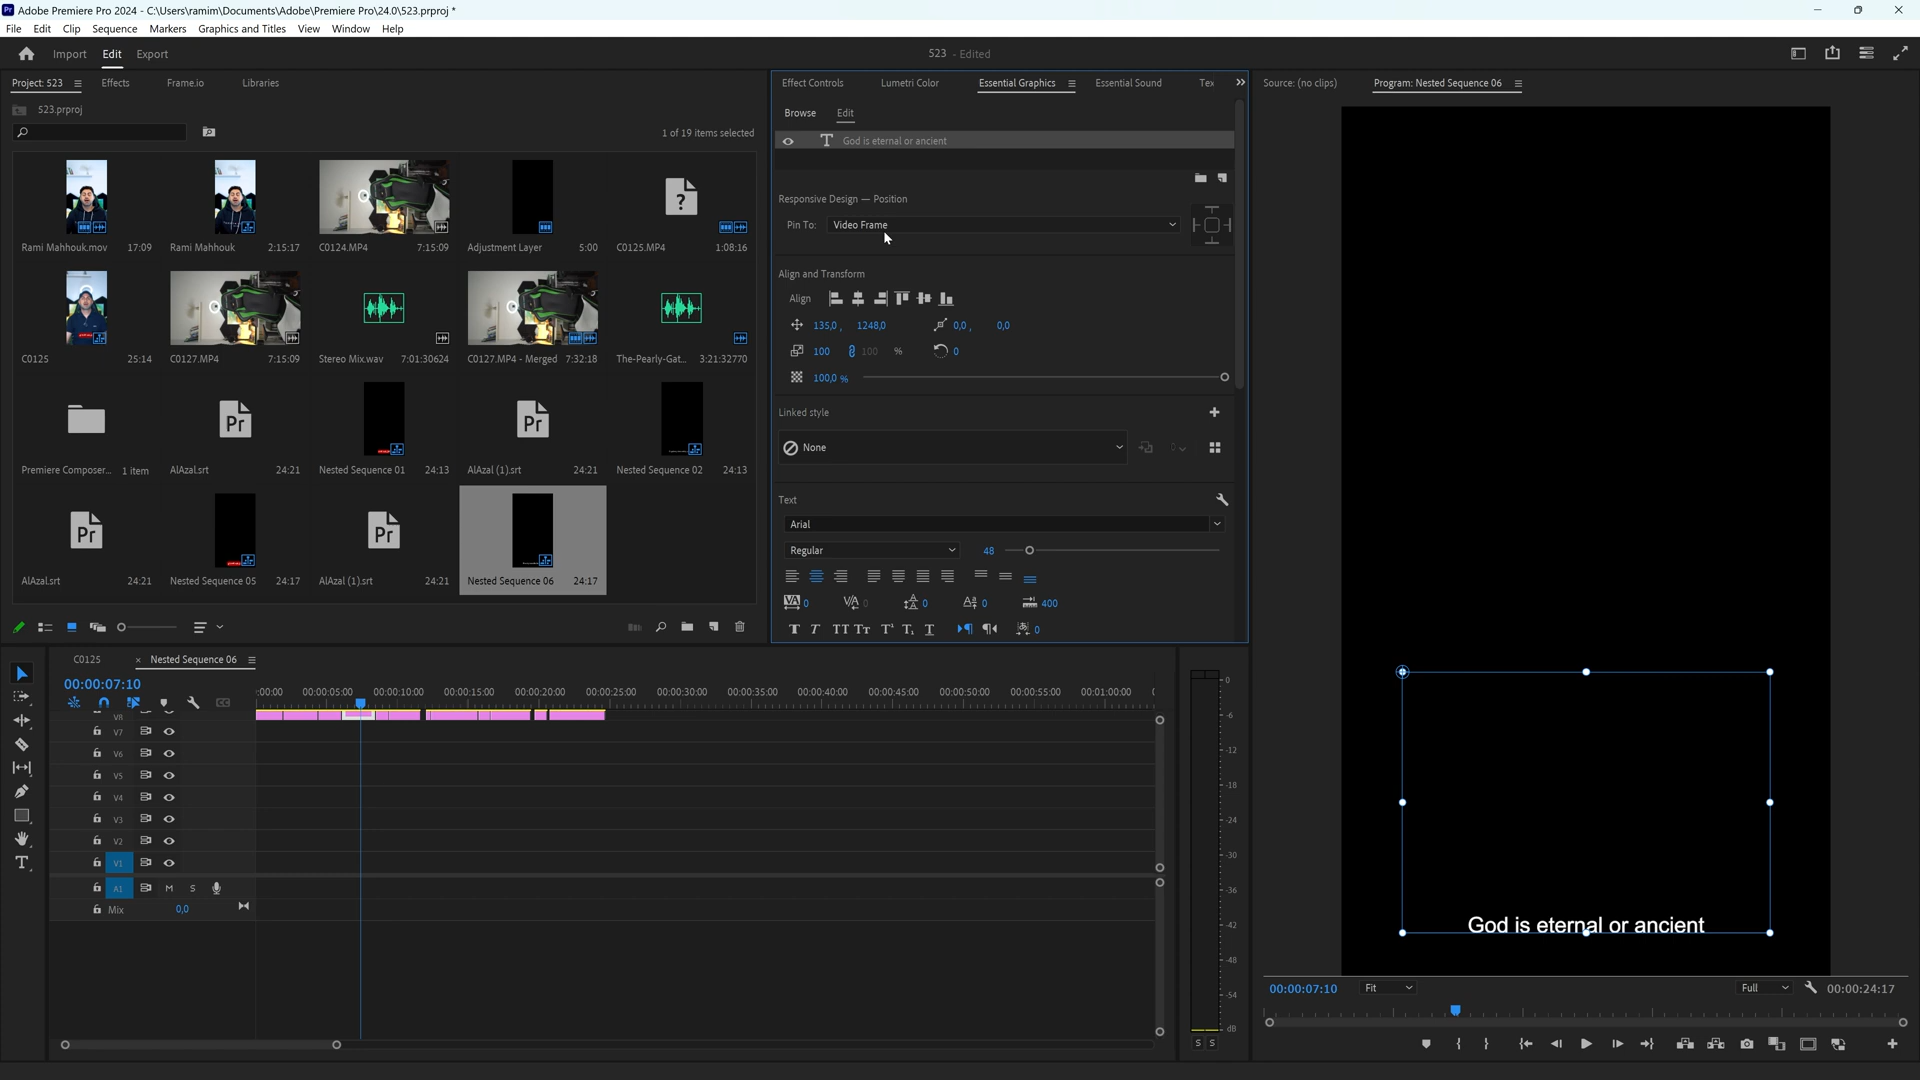 Adobe Premiere Pro 2024 - C:\Users\ramim\Documents\Adobe\Premiere Pro\24.0\523.prproj *
File Edit Clip Sequence Markers Graphics and Titles View Window Help
Import Edit Export
523 - Edited
Project: 523 Effects Frame.io Libraries
523.prproj
1 of 19 items selected
Rami Mahhouk.mov 17:09
Rami Mahhouk 2:15:17
C0124.MP4 7:15:09
Adjustment Layer 5:00
C0125.MP4 1:08:16
C0125 25:14
C0127.MP4 7:15:09
Stereo Mix.wav 7:01:30624
C0127.MP4 - Merged 7:32:18
The-Pearly-Gat... 3:21:32770
Premiere Composer... 1 item
AlAzal.srt 24:21
Nested Sequence 01 24:13
AlAzal (1).srt 24:21
Nested Sequence 02 24:13
AlAzal.srt 24:21
Nested Sequence 05 24:17
AlAzal (1).srt 24:21
Nested Sequence 06 24:17
Effect Controls Lumetri Color Essential Graphics Essential Sound Tex
Browse Edit
God is eternal or ancient
Responsive Design — Position
Pin To: Video Frame
Align and Transform
Align
135,0 , 1248,0 0,0 , 0,0
100 100 % 0
100,0 %
Linked style
None
Text
Arial
Regular 48
0 0 0 0 400
0
Source: (no clips) Program: Nested Sequence 06
God is eternal or ancient
00:00:07:10 Fit Full 00:00:24:17
C0125 × Nested Sequence 06
00:00:07:10
:00:00 00:00:05:00 00:00:10:00 00:00:15:00 00:00:20:00 00:00:25:00 00:00:30:00 00:00:35:00 00:00:40:00 00:00:45:00 00:00:50:00 00:00:55:00 00:01:00:00
V8
V7
V6
V5
V4
V3
V2
V1
A1 M S
Mix 0,0
0
-6
-12
-18
-24
-30
-36
-42
-48
-54
dB
S S